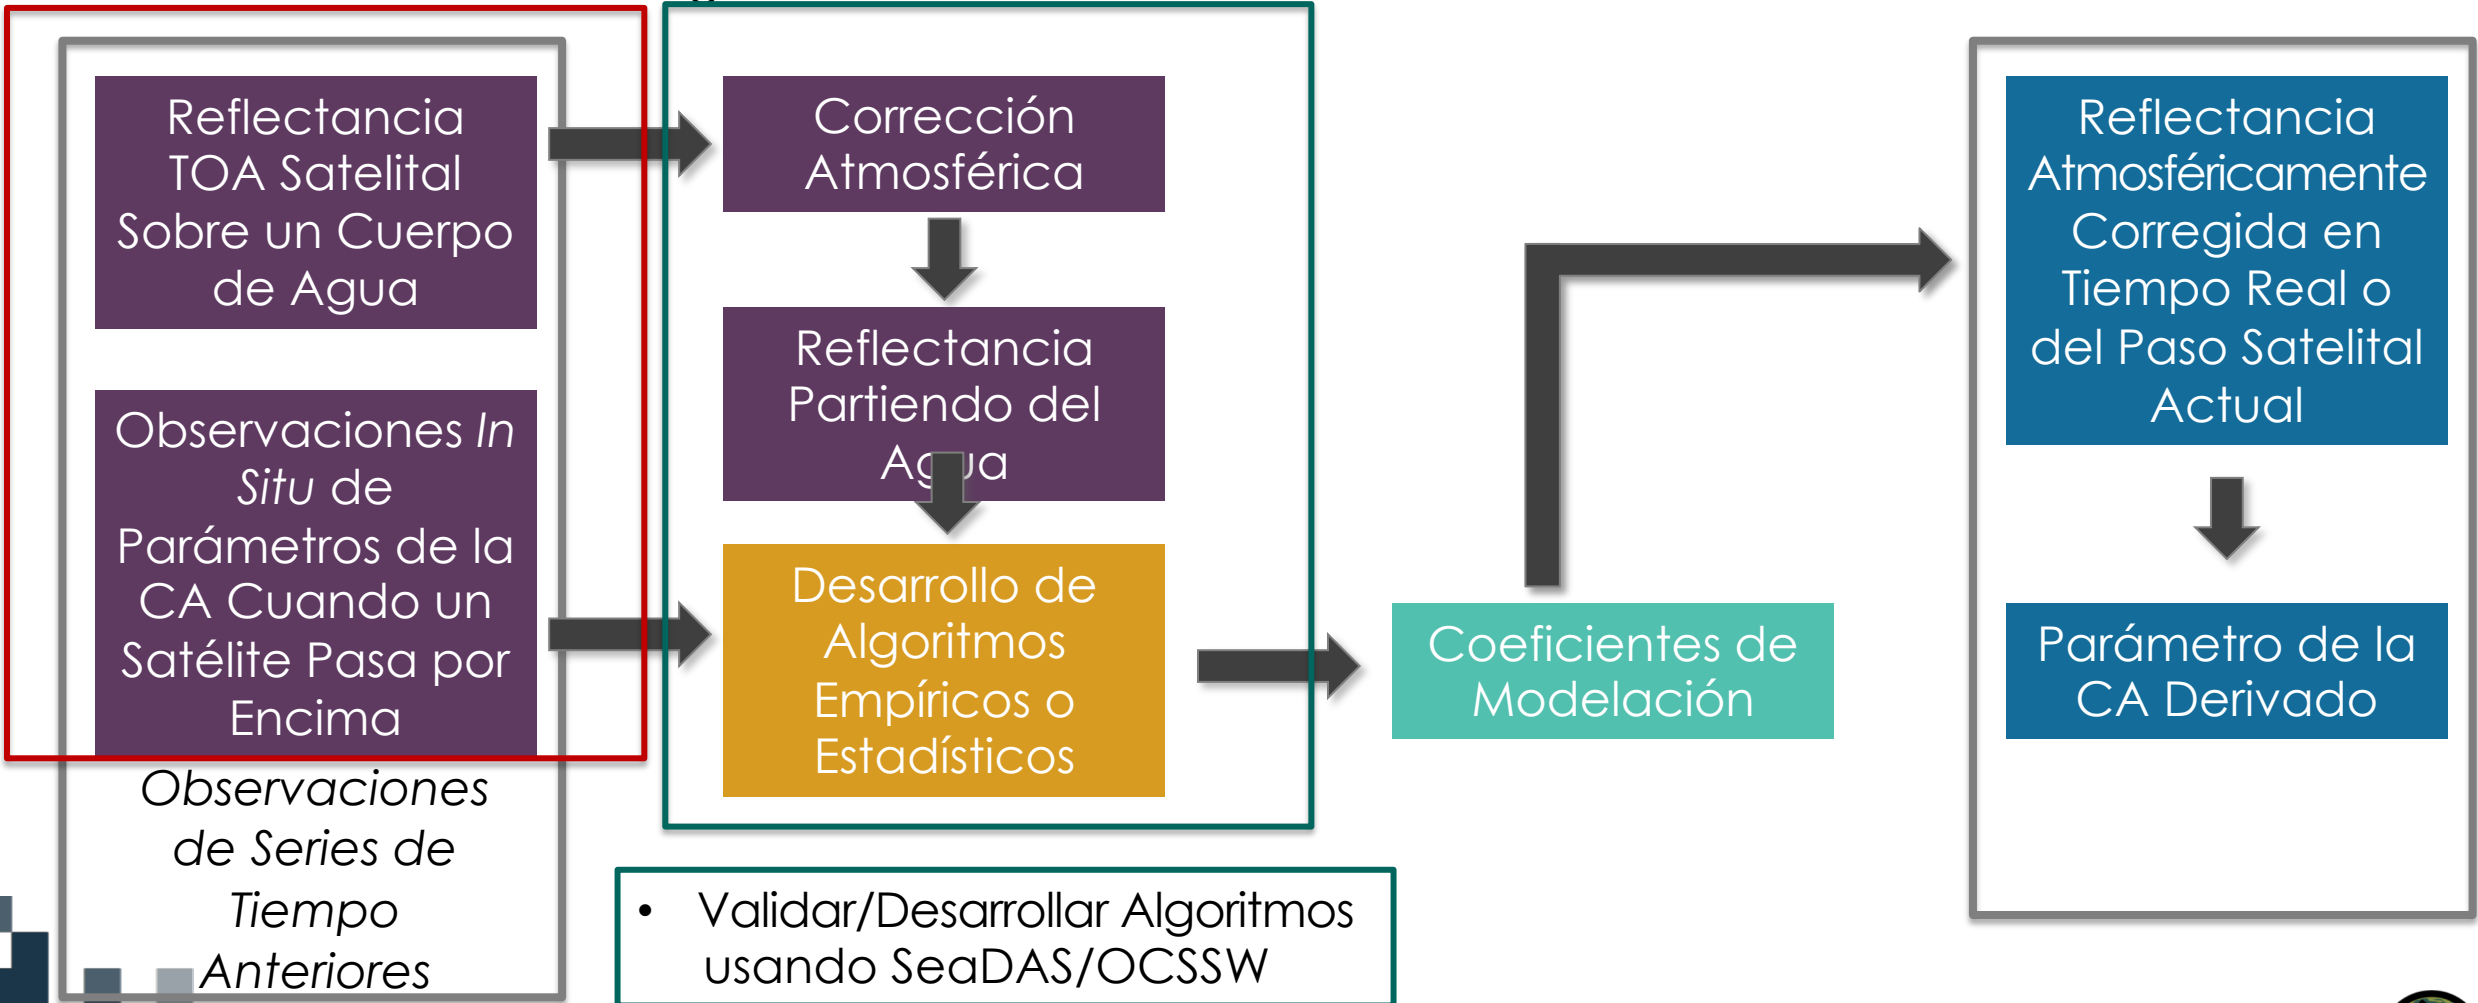 Reflectancia
TOA Satelital
Sobre un Cuerpo
de Agua
Observaciones In
Situ de
Parámetros de la
CA Cuando un
Satélite Pasa por
Encima
Observaciones
de Series de
Tiempo
Anteriores
Corrección
Atmosférica
Reflectancia
Partiendo del
Agua
Desarrollo de
Algoritmos
Empíricos o
Estadísticos
• Validar/Desarrollar Algoritmos
usando SeaDAS/OCSSW
Coeficientes de
Modelación
Reflectancia
Atmosféricamente
Corregida en
Tiempo Real o
del Paso Satelital
Actual
Parámetro de la
CA Derivado